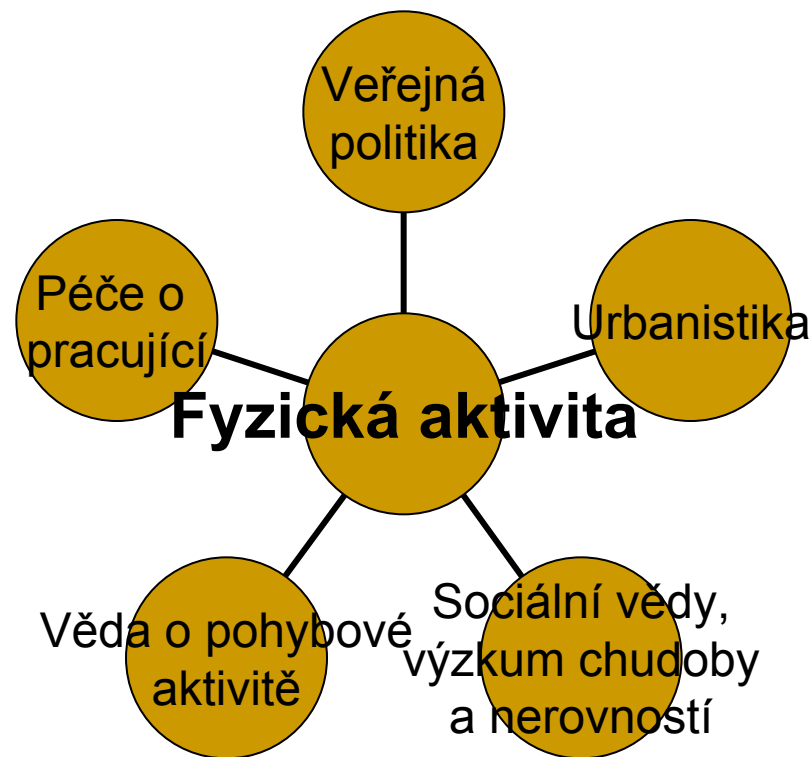 Veřejná
politika
Péče o
pracující
Urbanistika
Fyzická aktivita
Věda o pohybové
aktivitě
Sociální vědy,
výzkum chudoby
a nerovností